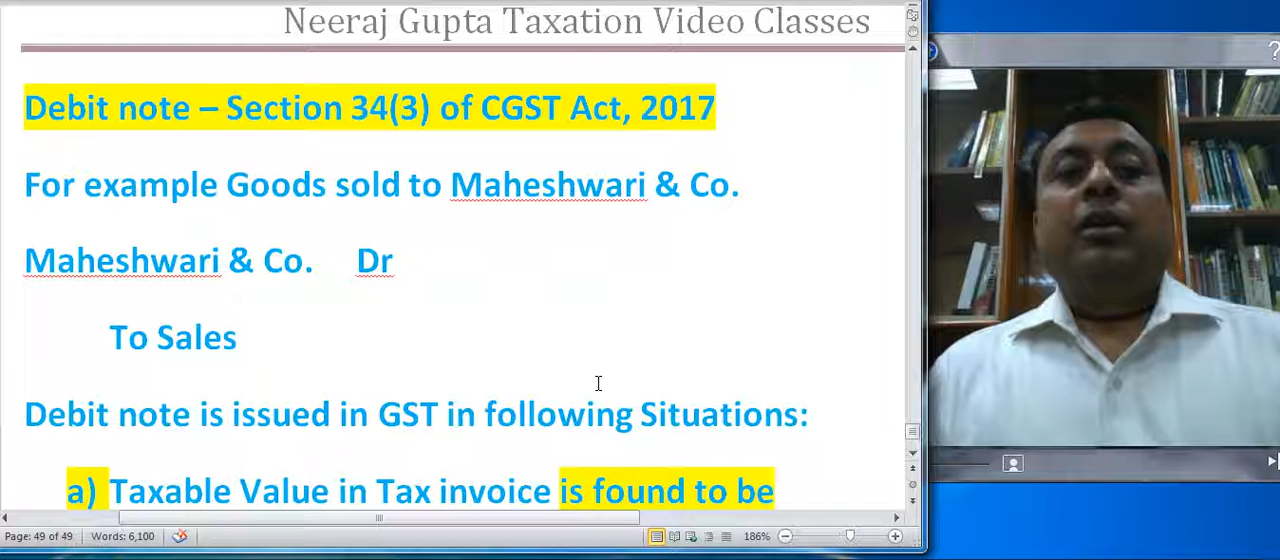 Neeraj Gupta Taxation Video Classes
Debit note – Section 34(3) of CGST Act, 2017
For example Goods sold to Maheshwari & Co.
Maheshwari & Co. Dr
To Sales
Debit note is issued in GST in following Situations:
a) Taxable Value in Tax invoice is found to be
Page: 49 of 49 Words: 6,100 186%